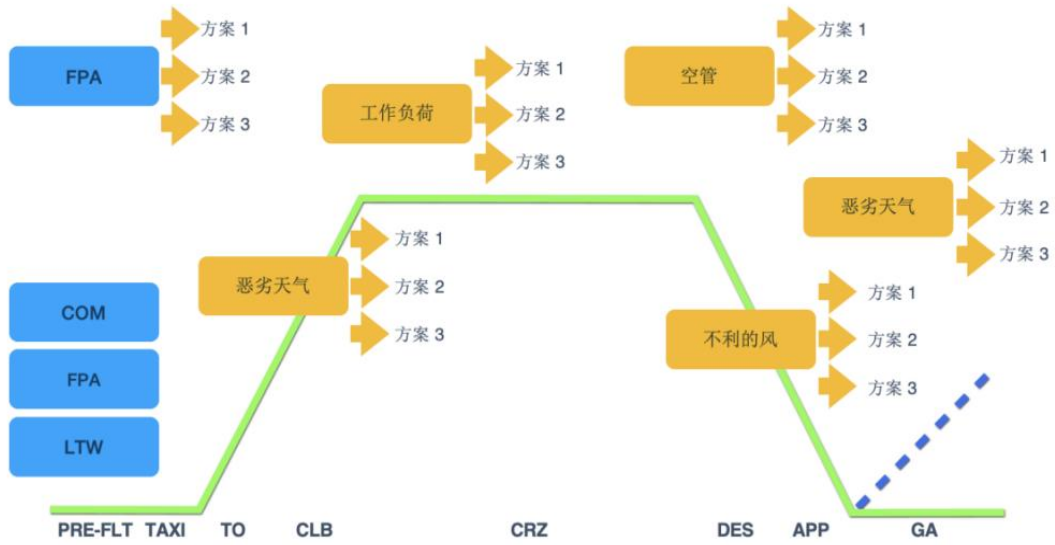 FPA
方案 1
方案 2
方案 3
工作负荷
方案 1
方案 2
方案 3
空管
方案 1
方案 2
方案 3
恶劣天气
方案 1
方案 2
方案 3
恶劣天气
方案 1
方案 2
方案 3
不利的风
方案 1
方案 2
方案 3
COM
FPA
LTW
PRE-FLT TAXI TO CLB CRZ DES APP GA